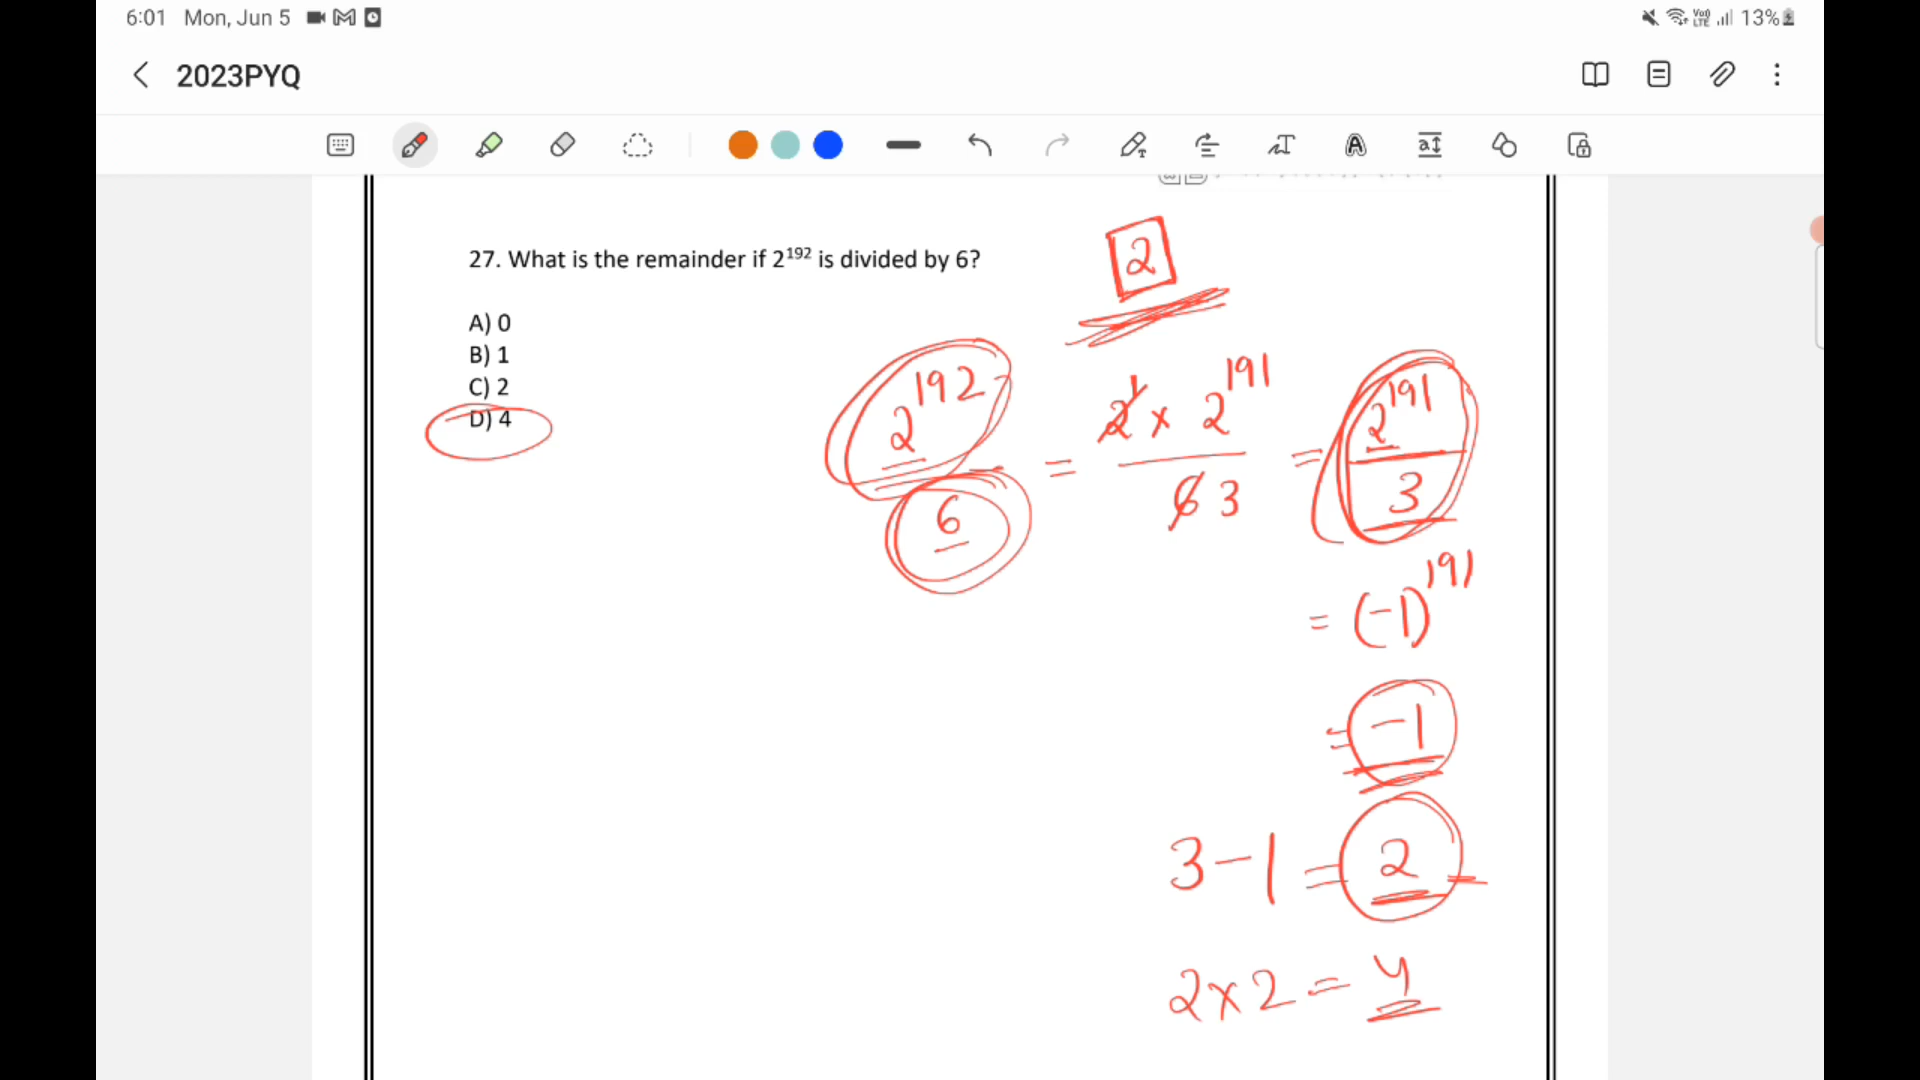 6:01 Mon, Jun 5 13%
2023PYQ
27. What is the remainder if 2¹⁹² is divided by 6?
2
A) 0
B) 1
C) 2
D) 4
2¹⁹² / 6 = 2¹ x 2¹⁹¹ / 6 3 = 2¹⁹¹ / 3
= (-1)¹⁹¹
= -1
3 - 1 = 2
2 x 2 = 4